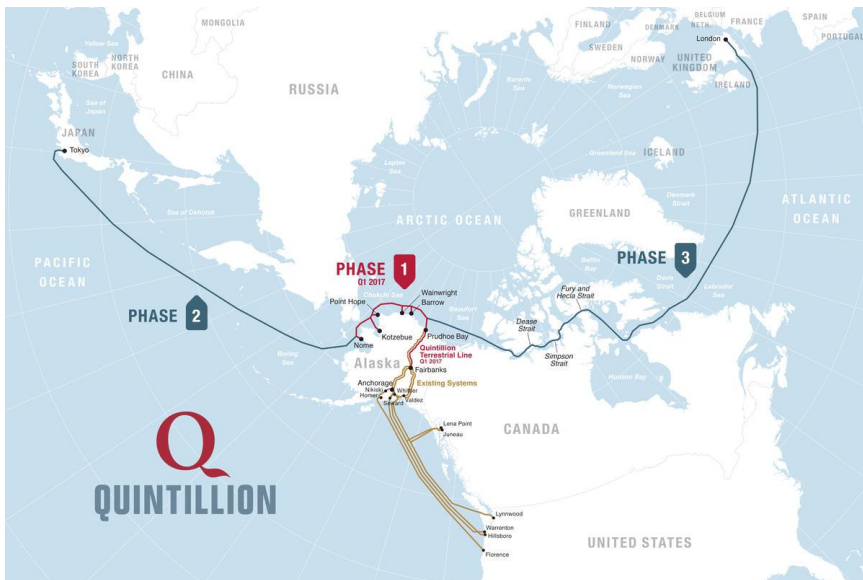 MONGOLIA
Yellow Sea
NORTH
KOREA
SOUTH
KOREA
CHINA
Sea of
Japan
JAPAN
Tokyo
RUSSIA
FINLAND
SWEDEN
NORWAY
DENMARK
BELGIUM
NETH.
FRANCE
SPAIN
PORTUGAL
London
UNITED
KINGDOM
IRELAND
Barents
Sea
Norwegian
Sea
Laptev
Sea
Greenland Sea
ICELAND
Sea of Okhotsk
ARCTIC OCEAN
GREENLAND
Denmark
Strait
ATLANTIC
OCEAN
PACIFIC
OCEAN
PHASE 1
Q1 2017
Chukchi Sea
Wainwright
Barrow
Point Hope
Beaufort
Sea
Baffin
Bay
PHASE 3
Davis
Strait
Labrador
Sea
Fury and
Hecla Strait
PHASE 2
Dease
Strait
Simpson
Strait
Kotzebue
Prudhoe Bay
Nome
Bering
Sea
Quintillion
Terrestrial Line
Q1 2017
Alaska
Fairbanks
Hudson Bay
Anchorage
Existing Systems
Nikiski
Whittier
Homer
Seward
Valdez
Lena Point
Juneau
CANADA
Q
QUINTILLION
Lynnwood
Warrenton
Hillsboro
Florence
UNITED STATES